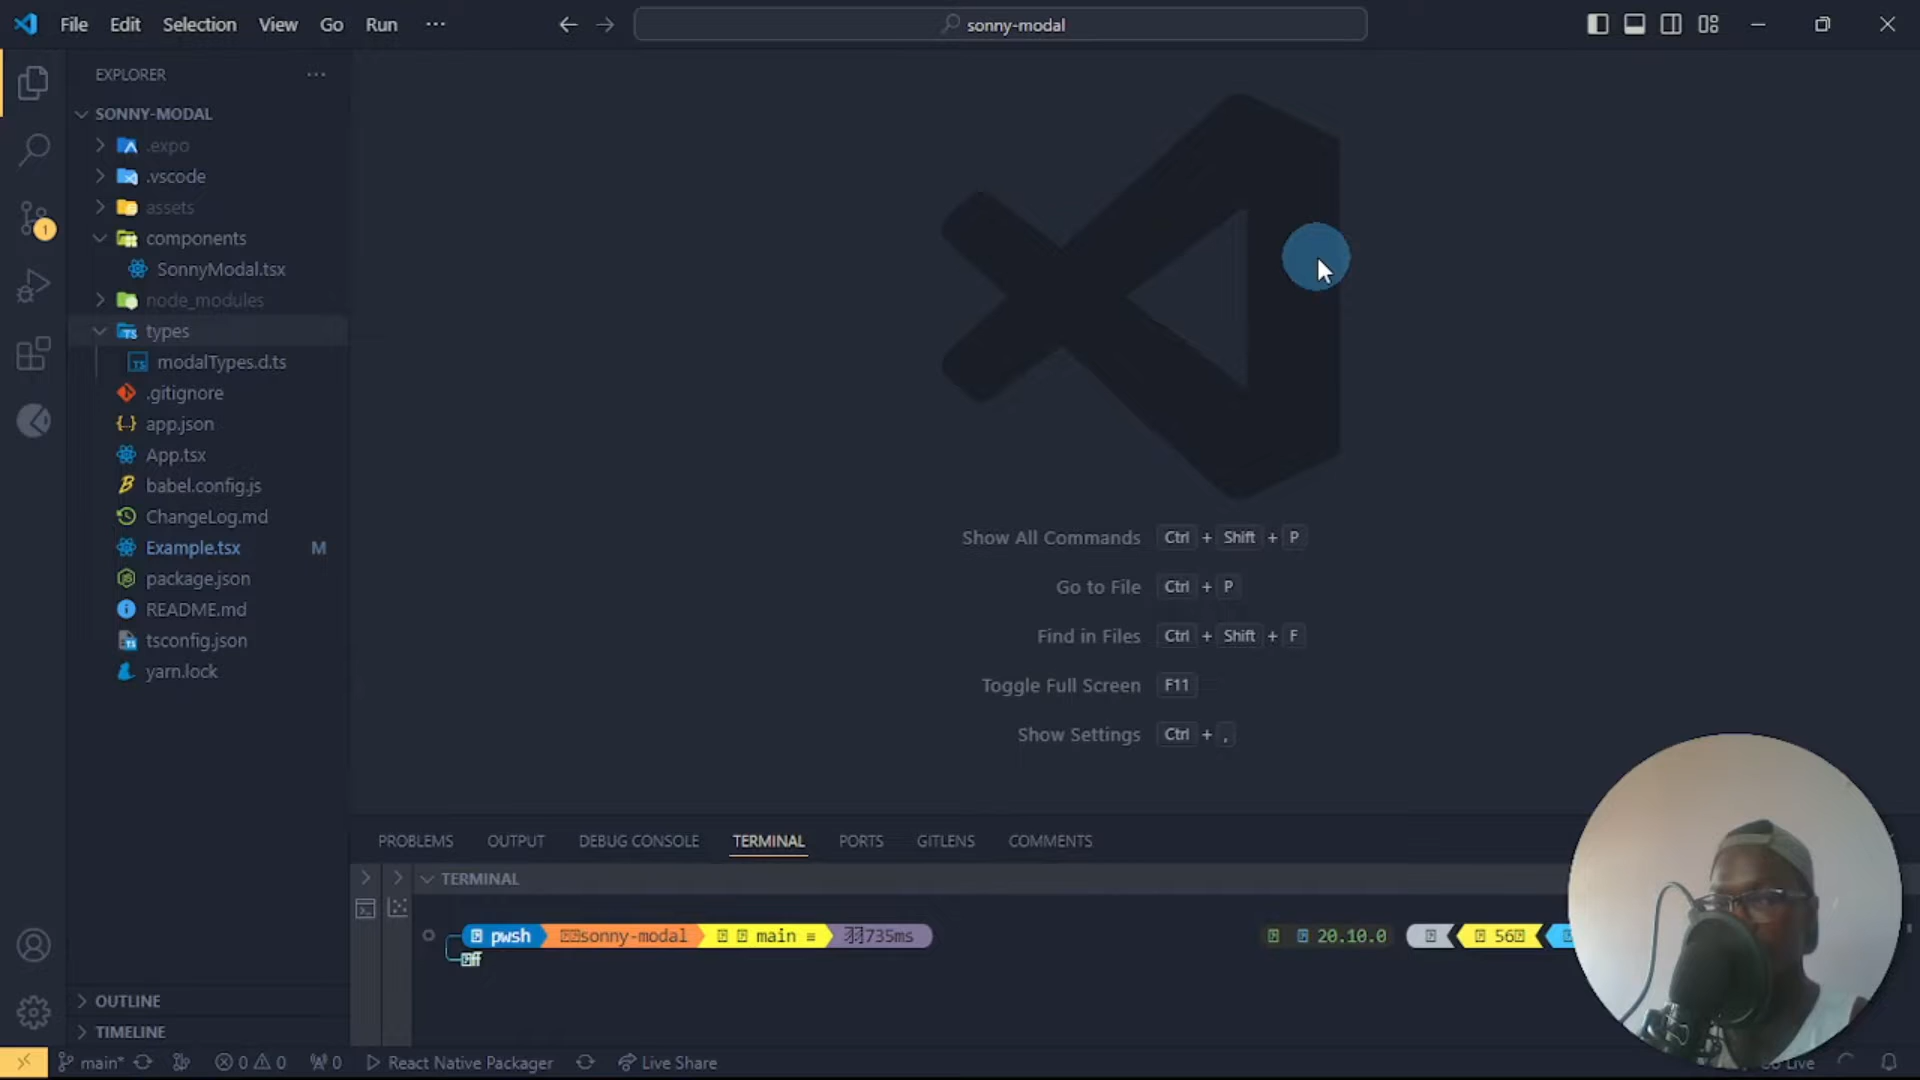 File Edit Selection View Go Run ···
sonny-modal
EXPLORER ···
SONNY-MODAL
.expo
.vscode
assets
components
SonnyModal.tsx
node_modules
types
TS modalTypes.d.ts
.gitignore
{..} app.json
App.tsx
babel.config.js
ChangeLog.md
Example.tsx M
package.json
README.md
tsconfig.json
yarn.lock
OUTLINE
TIMELINE
1
Show All Commands Ctrl + Shift + P
Go to File Ctrl + P
Find in Files Ctrl + Shift + F
Toggle Full Screen F11
Show Settings Ctrl + ,
PROBLEMS OUTPUT DEBUG CONSOLE TERMINAL PORTS GITLENS COMMENTS
TERMINAL
pwsh sonny-modal main ≡ 735ms 20.10.0 56
main* 0 0 0 React Native Packager Live Share Live